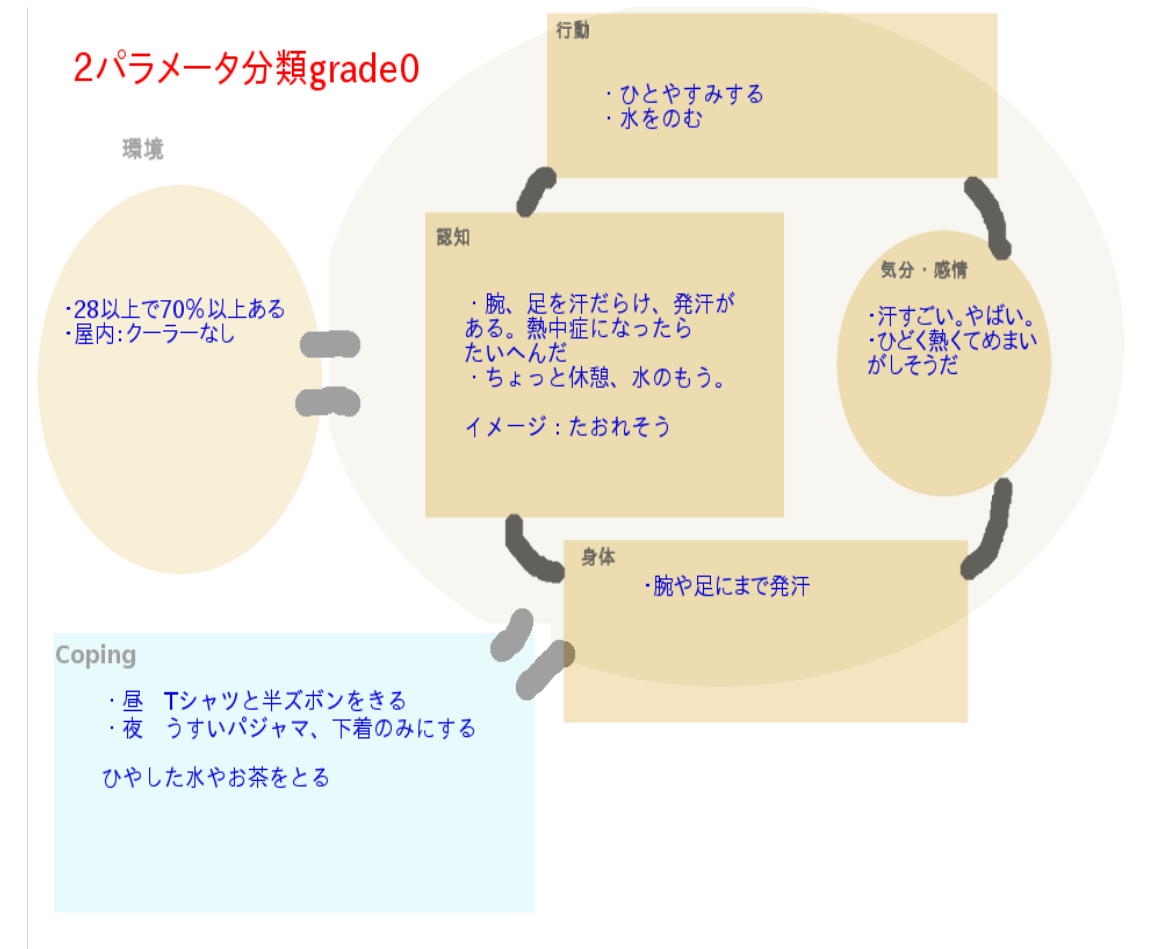 2パラメータ分類grade0
行動
・ひとやすみする
・水をのむ
環境
・28以上で70%以上ある
・屋内:クーラーなし
認知
・腕、足を汗だらけ、発汗が
ある。熱中症になったら
たいへんだ
・ちょっと休憩、水のもう。
イメージ：たおれそう
気分・感情
・汗すごい。やばい。
・ひどく熱くてめまい
がしそうだ
身体
・腕や足にまで発汗
Coping
・昼　Tシャツと半ズボンをきる
・夜　うすいパジャマ、下着のみにする
ひやした水やお茶をとる